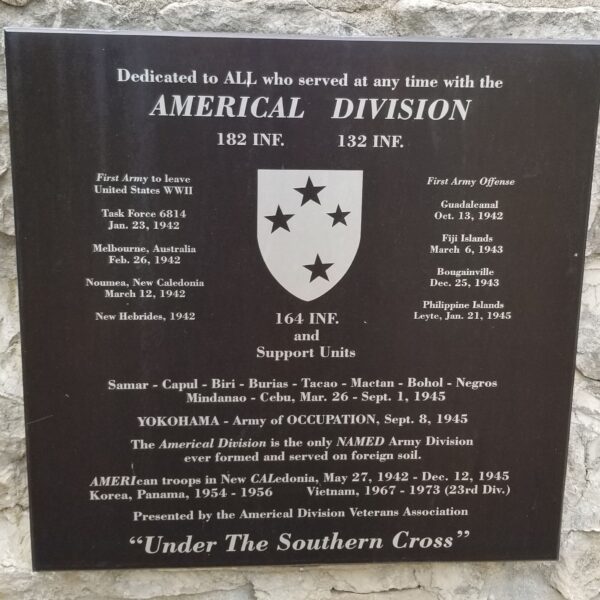 Dedicated to ALL who served at any time with the
AMERICAL DIVISION
182 INF. 132 INF.
First Army to leave
United States WWII
Task Force 6814
Jan. 23, 1942
Melbourne, Australia
Feb. 26, 1942
Noumea, New Caledonia
March 12, 1942
New Hebrides, 1942
First Army Offense
Guadalcanal
Oct. 13, 1942
Fiji Islands
March 6, 1943
Bougainville
Dec. 25, 1943
Philippine Islands
Leyte, Jan. 21, 1945
164 INF.
and
Support Units
Samar - Capul - Biri - Burias - Tacao - Mactan - Bohol - Negros
Mindanao - Cebu, Mar. 26 - Sept. 1, 1945
YOKOHAMA - Army of OCCUPATION, Sept. 8, 1945
The Americal Division is the only NAMED Army Division
ever formed and served on foreign soil.
AMERIcan troops in New CALedonia, May 27, 1942 - Dec. 12, 1945
Korea, Panama, 1954 - 1956 Vietnam, 1967 - 1973 (23rd Div.)
Presented by the Americal Division Veterans Association
“Under The Southern Cross”